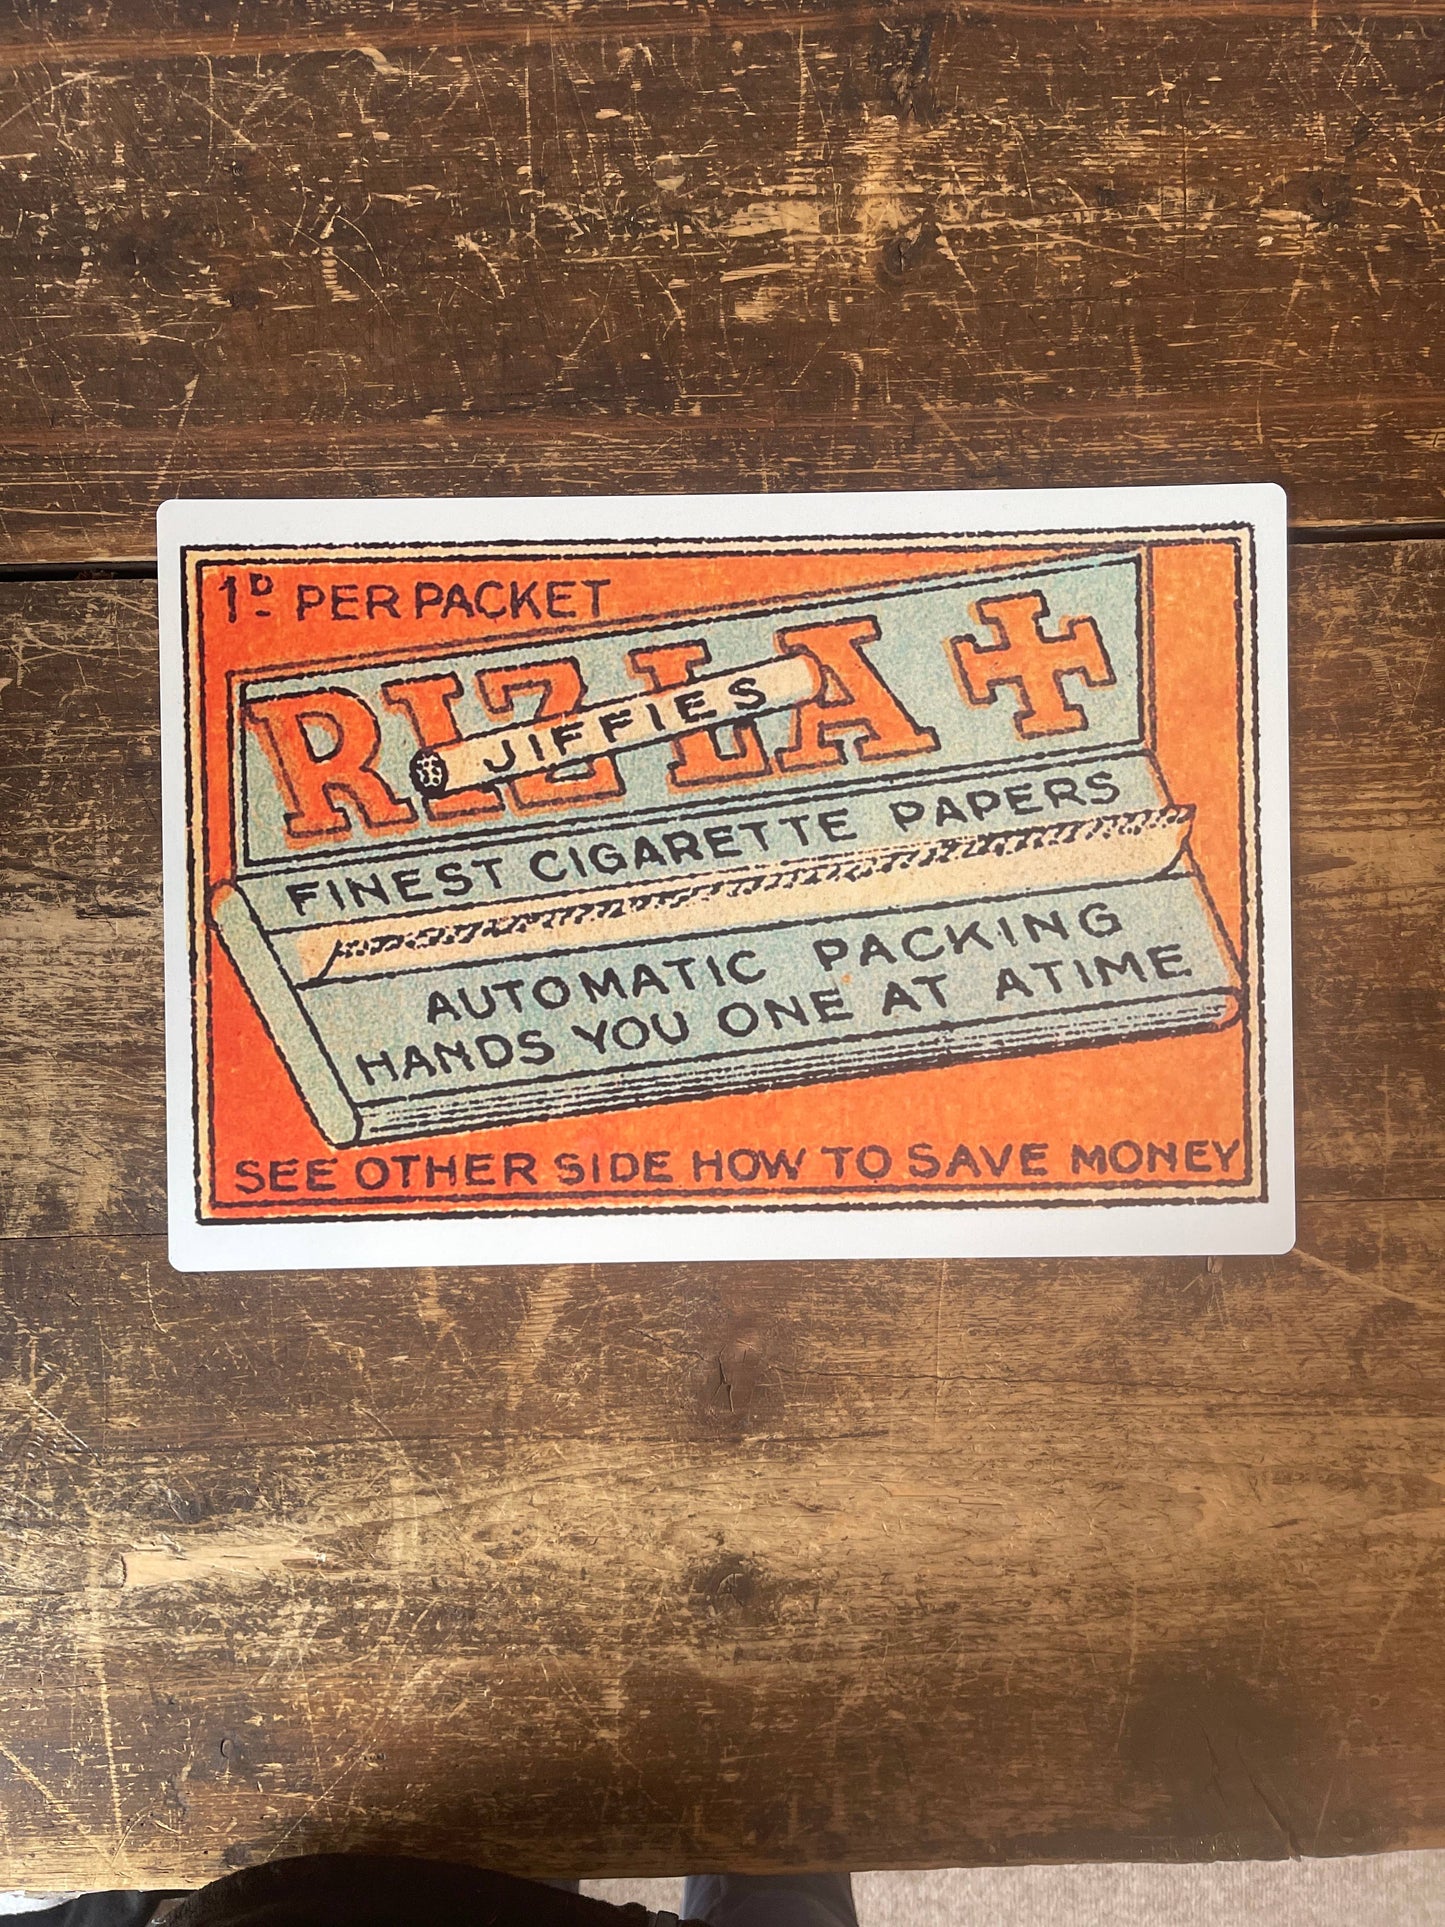 1D PER PACKET
RIZLA +
JIFFIES
FINEST CIGARETTE PAPERS
AUTOMATIC PACKING
HANDS YOU ONE AT ATIME
SEE OTHER SIDE HOW TO SAVE MONEY